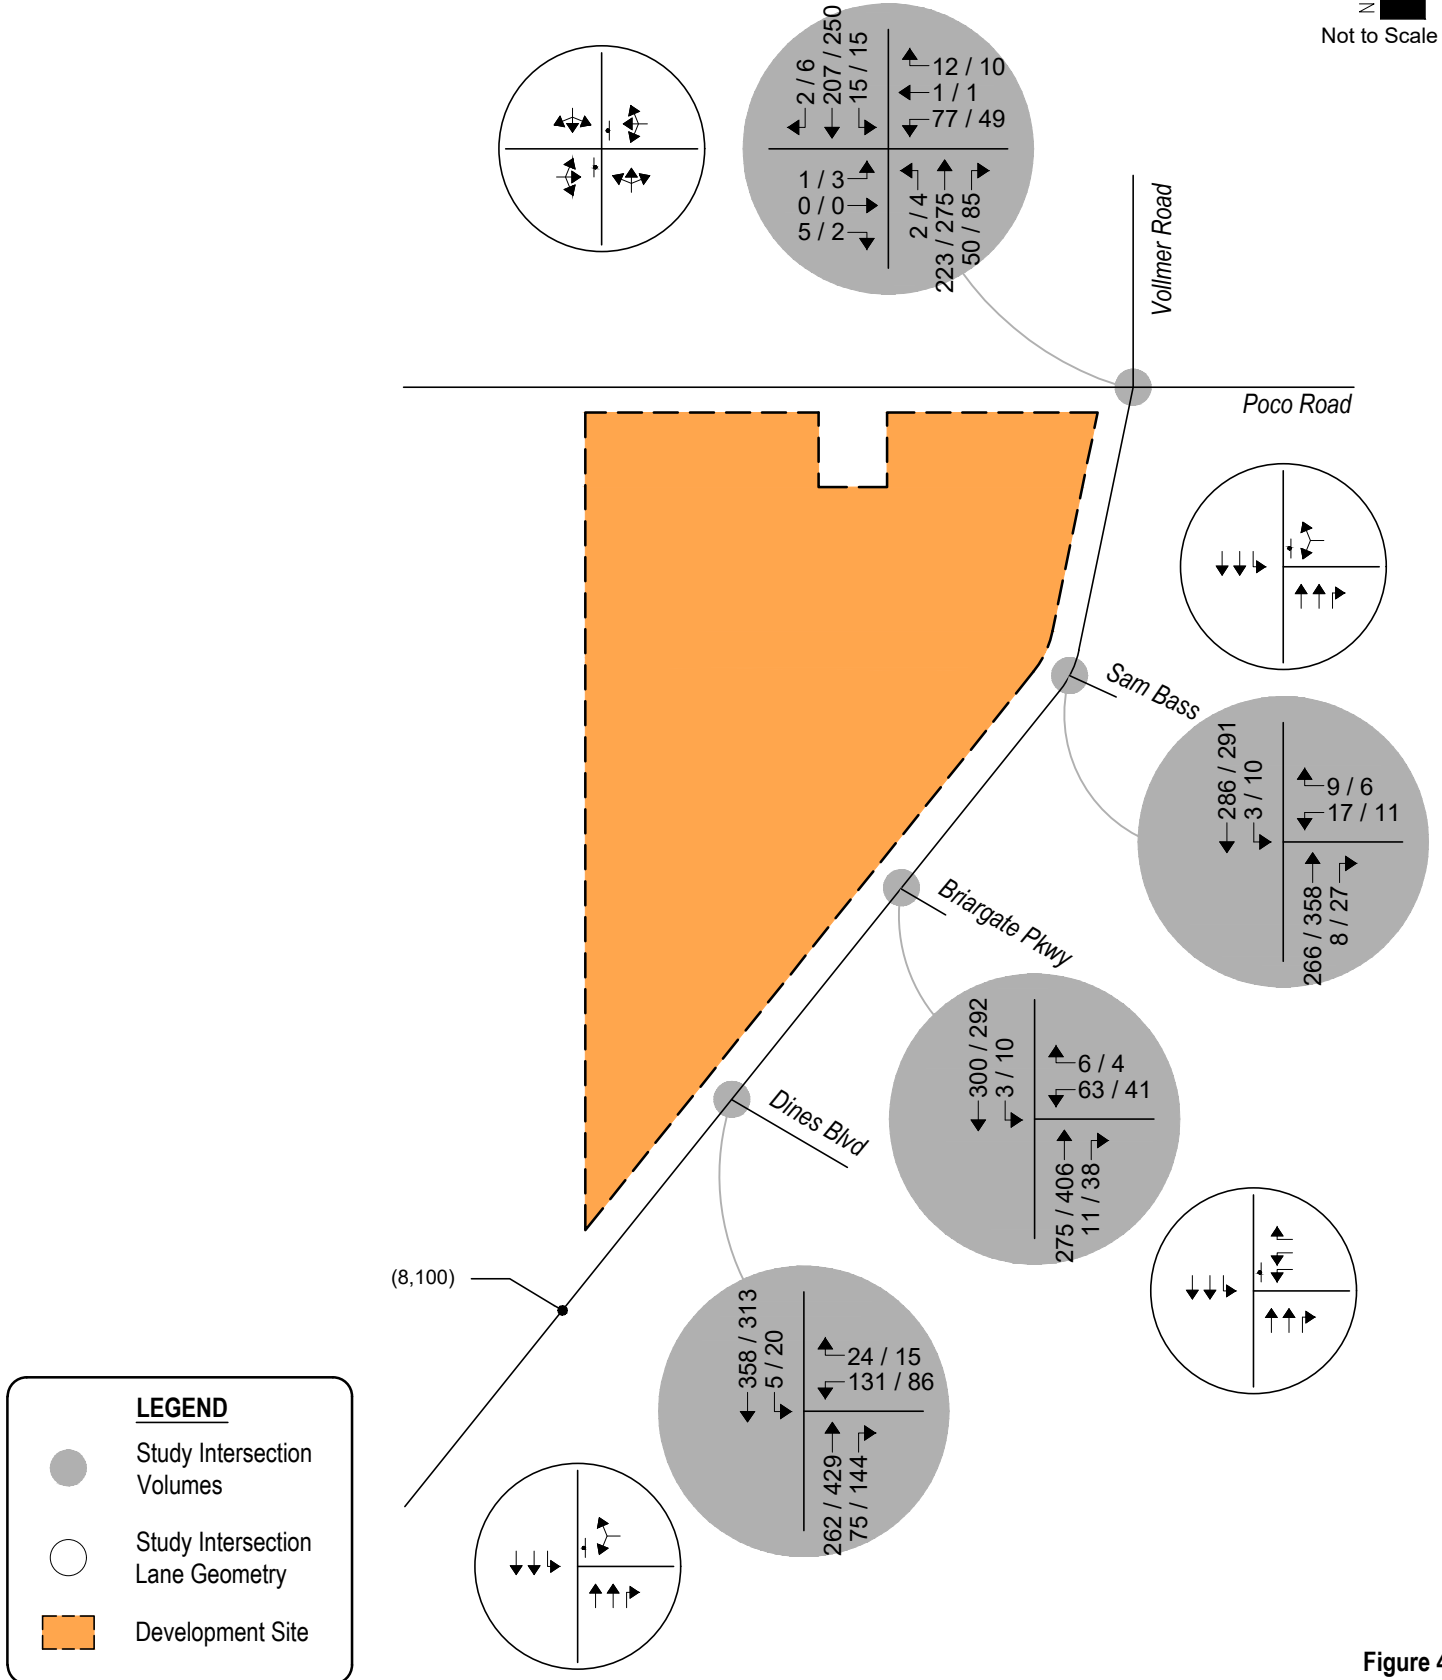 N
Not to Scale
2 / 6
207 / 250
15 / 15
12 / 10
1 / 1
77 / 49
1 / 3
0 / 0
5 / 2
2 / 4
223 / 275
50 / 85
Vollmer Road
Poco Road
Sam Bass
286 / 291
3 / 10
9 / 6
17 / 11
266 / 358
8 / 27
Briargate Pkwy
300 / 292
3 / 10
6 / 4
63 / 41
275 / 406
11 / 38
Dines Blvd
(8,100)
358 / 313
5 / 20
24 / 15
131 / 86
262 / 429
75 / 144
LEGEND
Study Intersection
Volumes
Study Intersection
Lane Geometry
Development Site
Figure 4